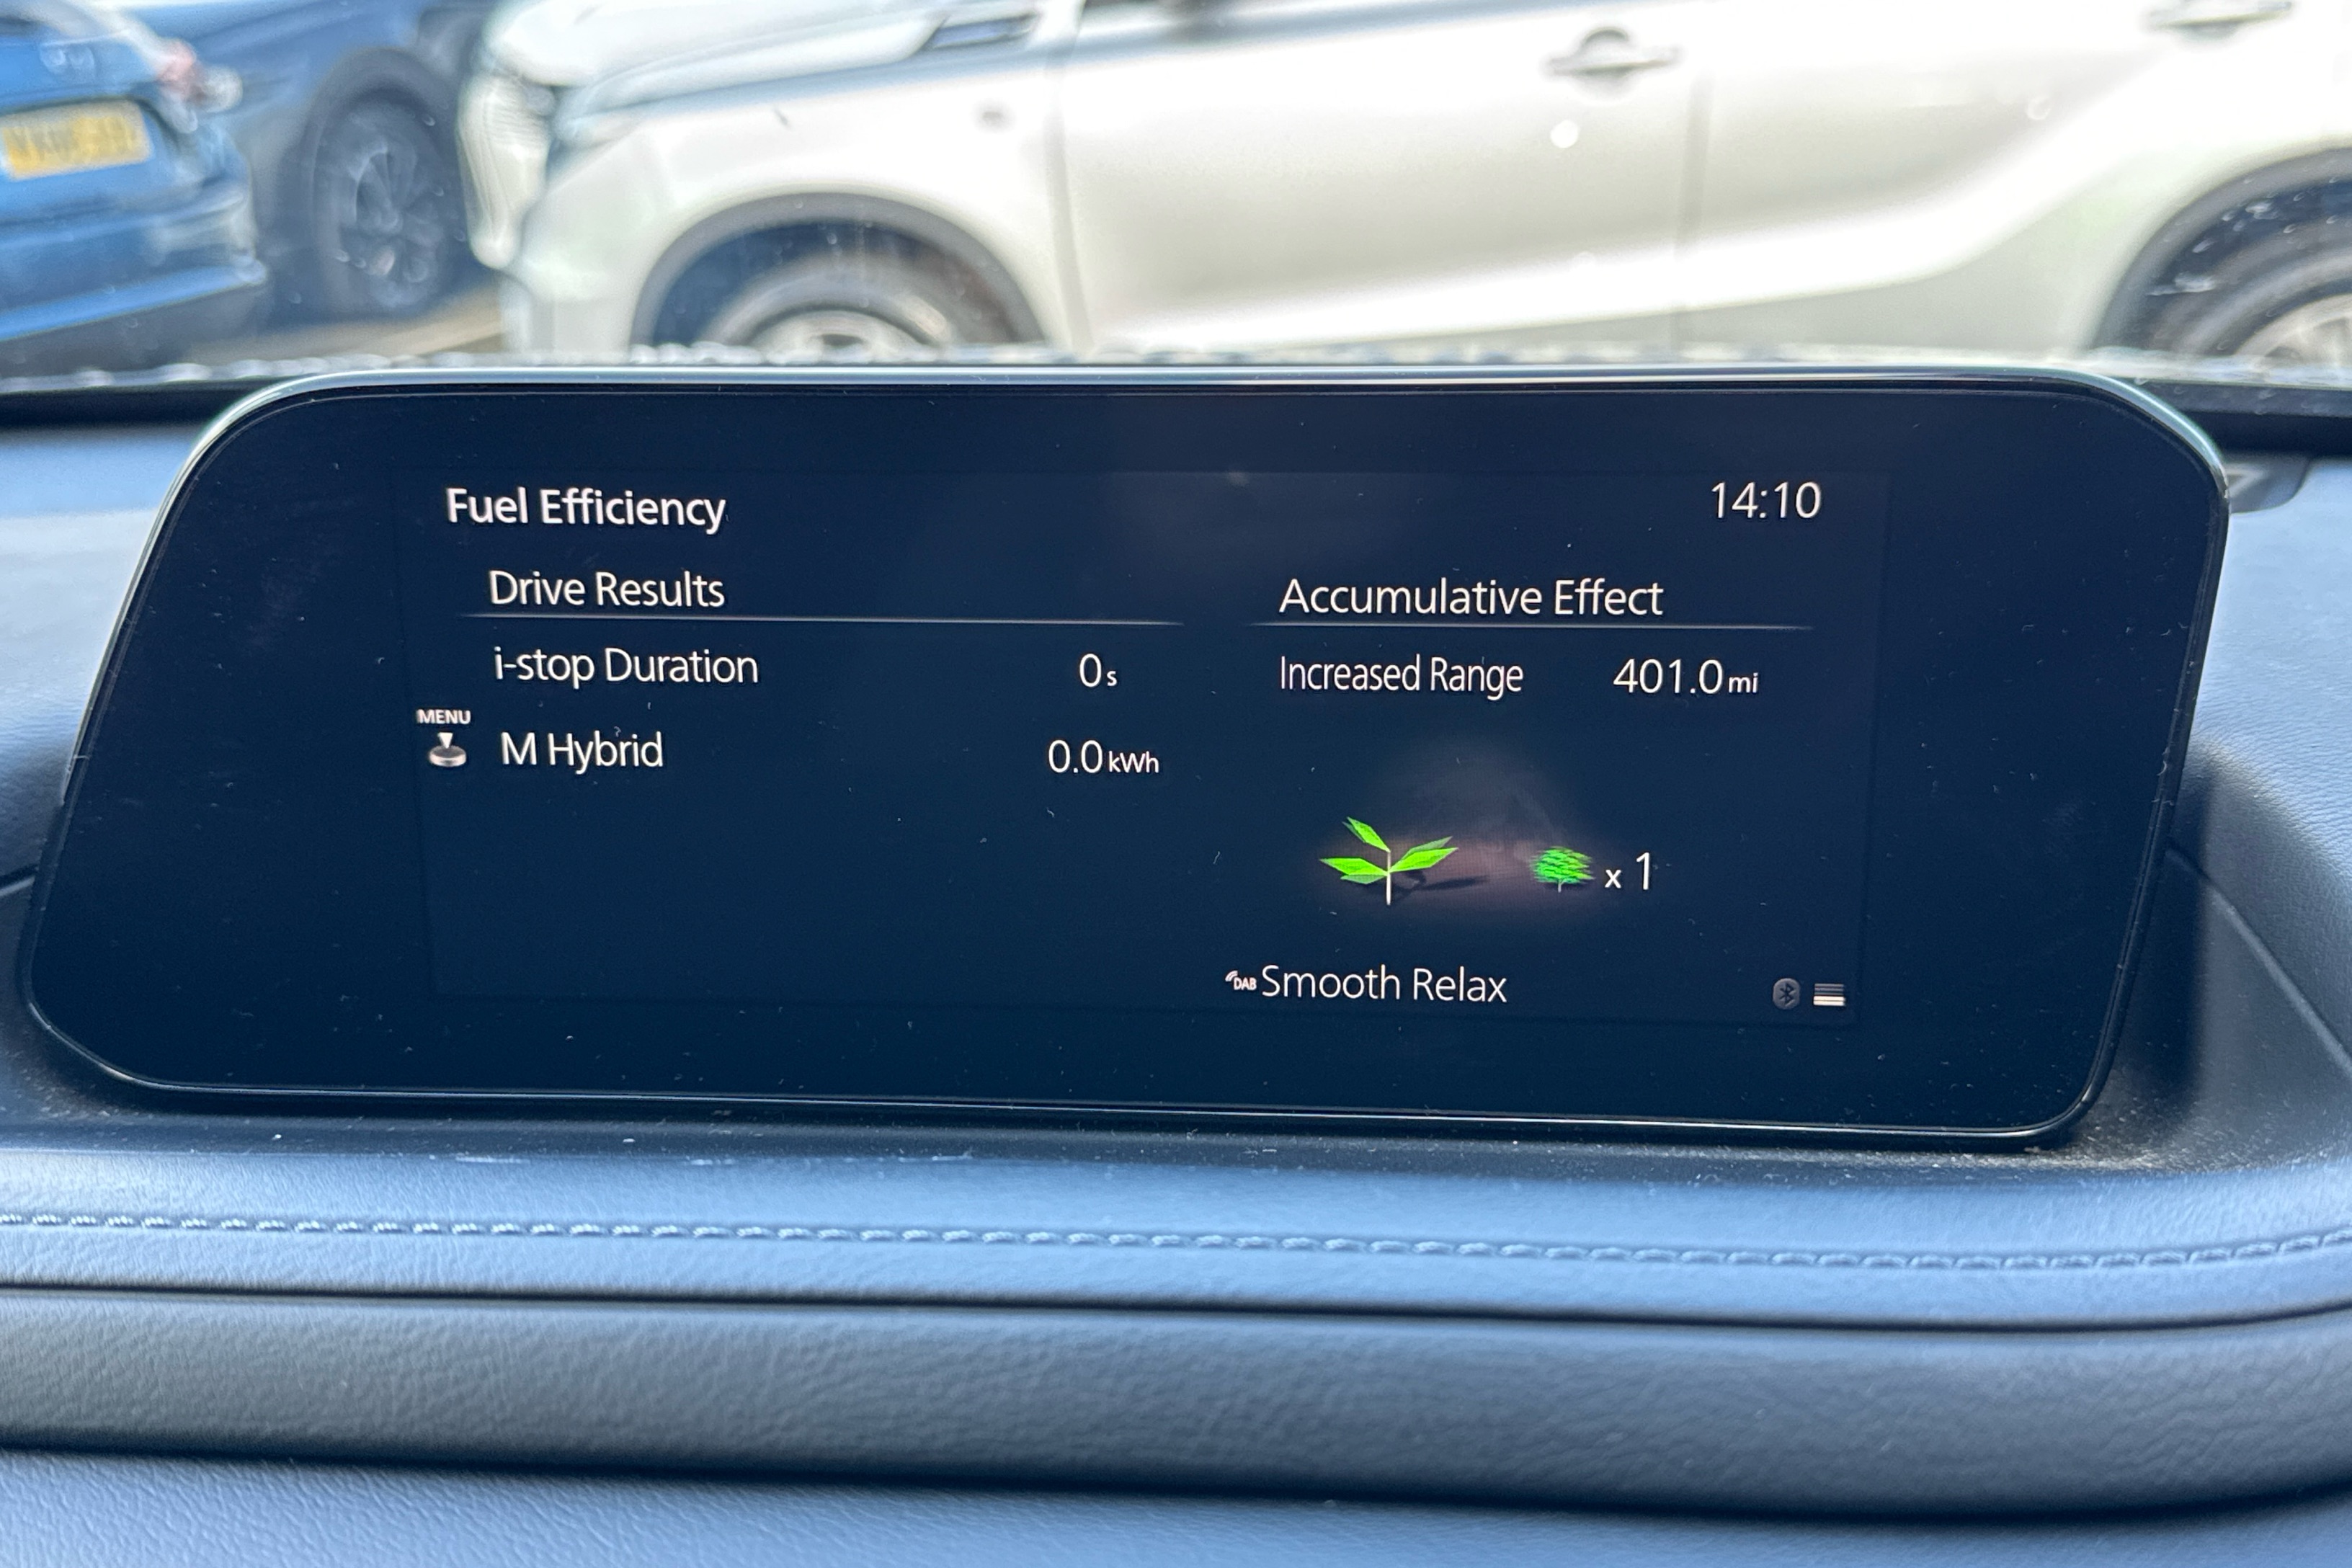 Fuel Efficiency
14:10
Drive Results
i-stop Duration 0s
MENU
M Hybrid 0.0kWh
Accumulative Effect
Increased Range 401.0mi
x 1
DAB Smooth Relax